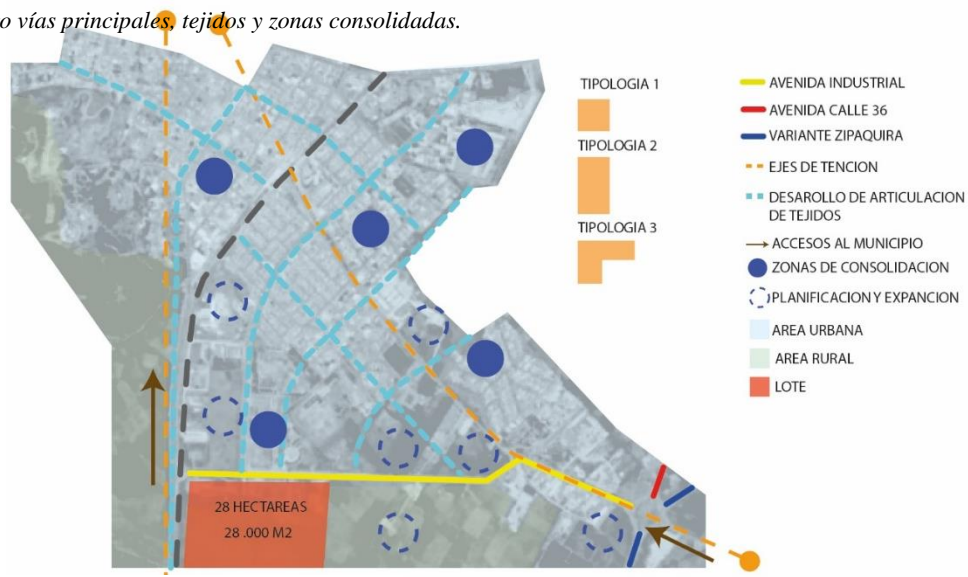 o vías principales, tejidos y zonas consolidadas.
TIPOLOGIA 1
TIPOLOGIA 2
TIPOLOGIA 3
AVENIDA INDUSTRIAL
AVENIDA CALLE 36
VARIANTE ZIPAQUIRA
EJES DE TENCION
DESAROLLO DE ARTICULACION
DE TEJIDOS
ACCESOS AL MUNICIPIO
ZONAS DE CONSOLIDACION
PLANIFICACION Y EXPANCION
AREA URBANA
AREA RURAL
LOTE
28 HECTAREAS
28 .000 M2